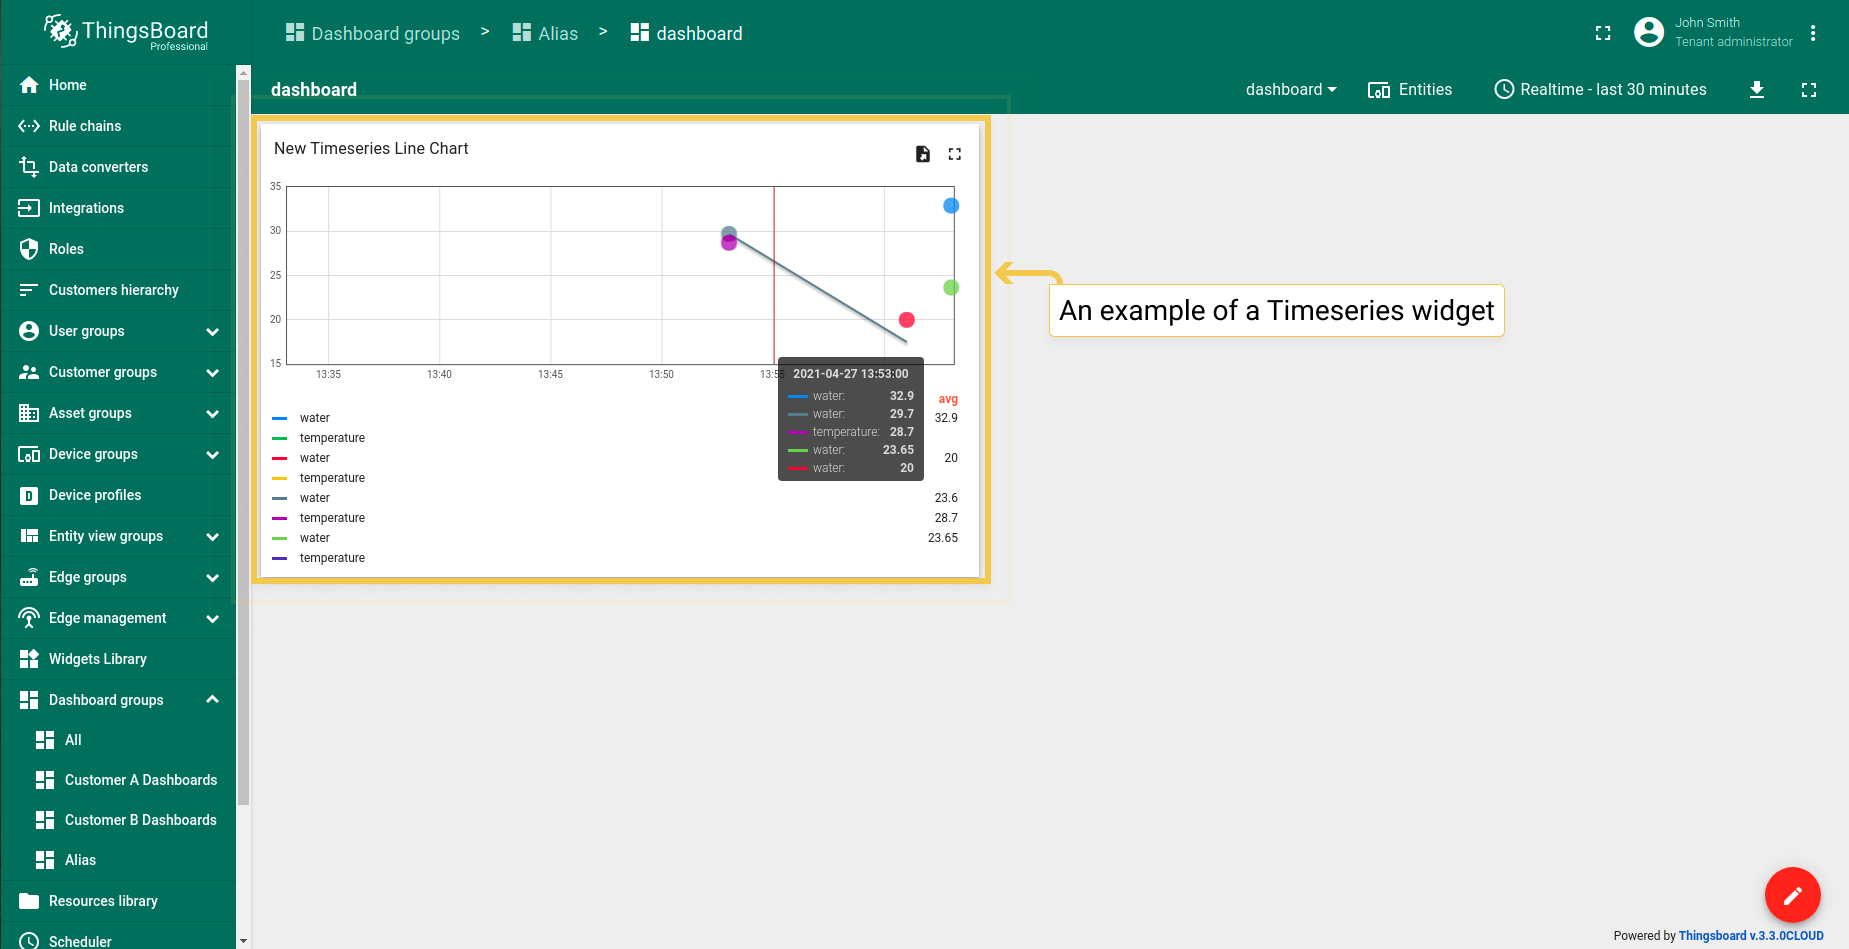 ThingsBoard
Professional
Dashboard groups > Alias > dashboard
John Smith
Tenant administrator
Home
Rule chains
Data converters
Integrations
Roles
Customers hierarchy
User groups
Customer groups
Asset groups
Device groups
Device profiles
Entity view groups
Edge groups
Edge management
Widgets Library
Dashboard groups
All
Customer A Dashboards
Customer B Dashboards
Alias
Resources library
Scheduler
dashboard
dashboard Entities Realtime - last 30 minutes
New Timeseries Line Chart
35
30
25
20
15
13:35 13:40 13:45 13:50 13:55
2021-04-27 13:53:00
water: 32.9
water: 29.7
temperature: 28.7
water: 23.65
water: 20
avg
water 32.9
temperature
water 20
temperature
water 23.6
temperature 28.7
water 23.65
temperature
An example of a Timeseries widget
Powered by Thingsboard v.3.3.0CLOUD